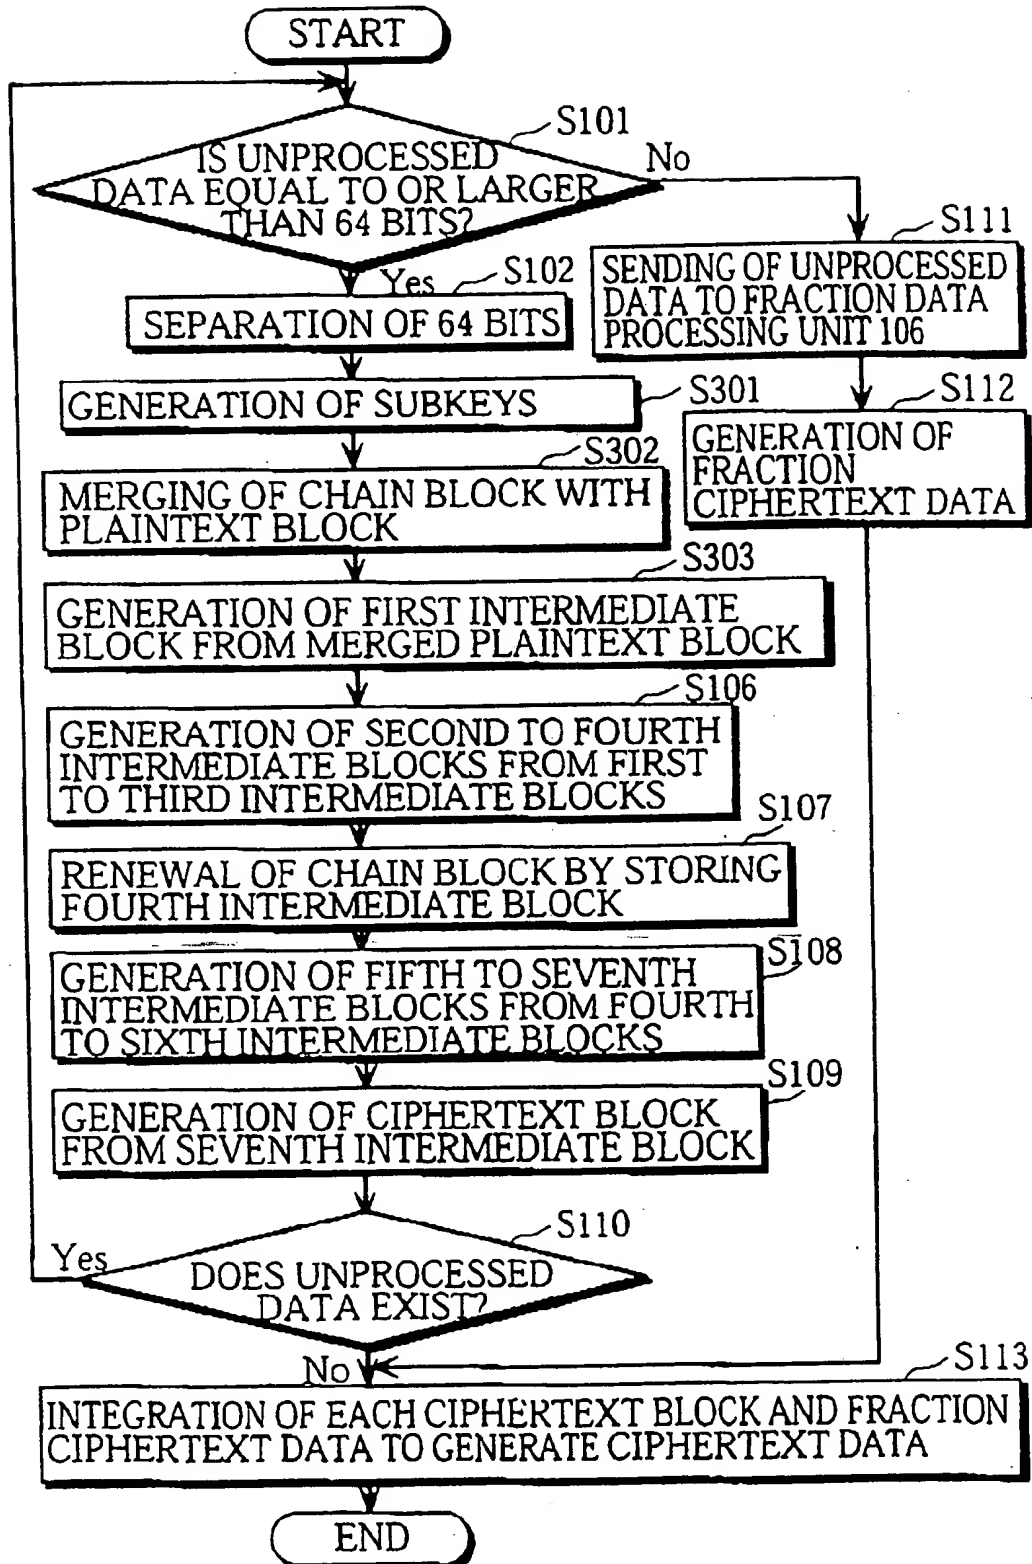 START
S101
IS UNPROCESSED
DATA EQUAL TO OR LARGER
THAN 64 BITS?
No
Yes
S102
SEPARATION OF 64 BITS
S111
SENDING OF UNPROCESSED
DATA TO FRACTION DATA
PROCESSING UNIT 106
S301
GENERATION OF SUBKEYS
S112
GENERATION OF
FRACTION
CIPHERTEXT DATA
S302
MERGING OF CHAIN BLOCK WITH
PLAINTEXT BLOCK
S303
GENERATION OF FIRST INTERMEDIATE
BLOCK FROM MERGED PLAINTEXT BLOCK
S106
GENERATION OF SECOND TO FOURTH
INTERMEDIATE BLOCKS FROM FIRST
TO THIRD INTERMEDIATE BLOCKS
S107
RENEWAL OF CHAIN BLOCK BY STORING
FOURTH INTERMEDIATE BLOCK
S108
GENERATION OF FIFTH TO SEVENTH
INTERMEDIATE BLOCKS FROM FOURTH
TO SIXTH INTERMEDIATE BLOCKS
S109
GENERATION OF CIPHERTEXT BLOCK
FROM SEVENTH INTERMEDIATE BLOCK
S110
Yes
DOES UNPROCESSED
DATA EXIST?
No
S113
INTEGRATION OF EACH CIPHERTEXT BLOCK AND FRACTION
CIPHERTEXT DATA TO GENERATE CIPHERTEXT DATA
END